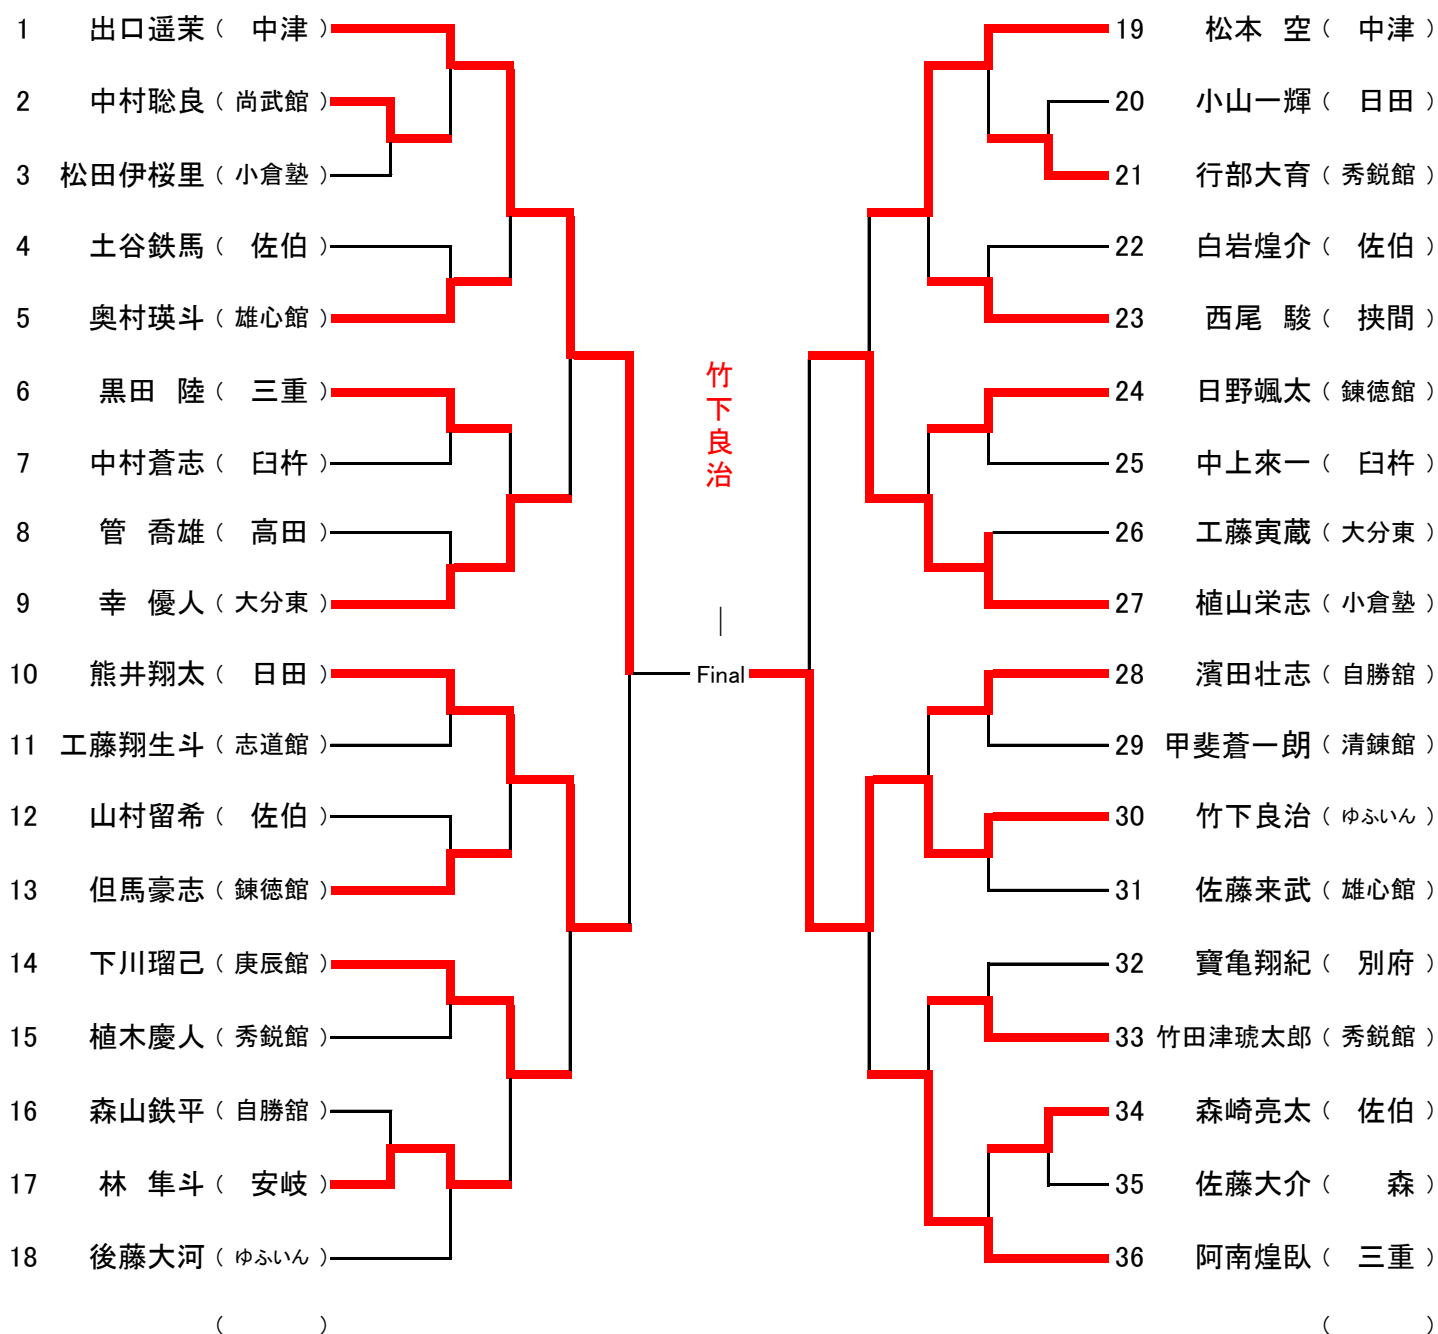 1 出口遥茉（ 中津 ）
2 中村聡良（ 尚武館 ）
3 松田伊桜里（ 小倉塾 ）
4 土谷鉄馬（ 佐伯 ）
5 奥村瑛斗（ 雄心館 ）
6 黒田 陸（ 三重 ）
7 中村蒼志（ 臼杵 ）
8 管 喬雄（ 高田 ）
9 幸 優人（ 大分東 ）
10 熊井翔太（ 日田 ）
11 工藤翔生斗（ 志道館 ）
12 山村留希（ 佐伯 ）
13 但馬豪志（ 錬徳館 ）
14 下川瑠己（ 庚辰館 ）
15 植木慶人（ 秀鋭館 ）
16 森山鉄平（ 自勝舘 ）
17 林 隼斗（ 安岐 ）
18 後藤大河（ ゆふいん ）
（ ）
竹下良治
｜
Final
19 松本 空（ 中津 ）
20 小山一輝（ 日田 ）
21 行部大育（ 秀鋭館 ）
22 白岩煌介（ 佐伯 ）
23 西尾 駿（ 挾間 ）
24 日野颯太（ 錬徳館 ）
25 中上來一（ 臼杵 ）
26 工藤寅蔵（ 大分東 ）
27 植山栄志（ 小倉塾 ）
28 濱田壮志（ 自勝舘 ）
29 甲斐蒼一朗（ 清錬館 ）
30 竹下良治（ ゆふいん ）
31 佐藤来武（ 雄心館 ）
32 寶亀翔紀（ 別府 ）
33 竹田津琥太郎（ 秀鋭館 ）
34 森崎亮太（ 佐伯 ）
35 佐藤大介（ 森 ）
36 阿南煌臥（ 三重 ）
（ ）